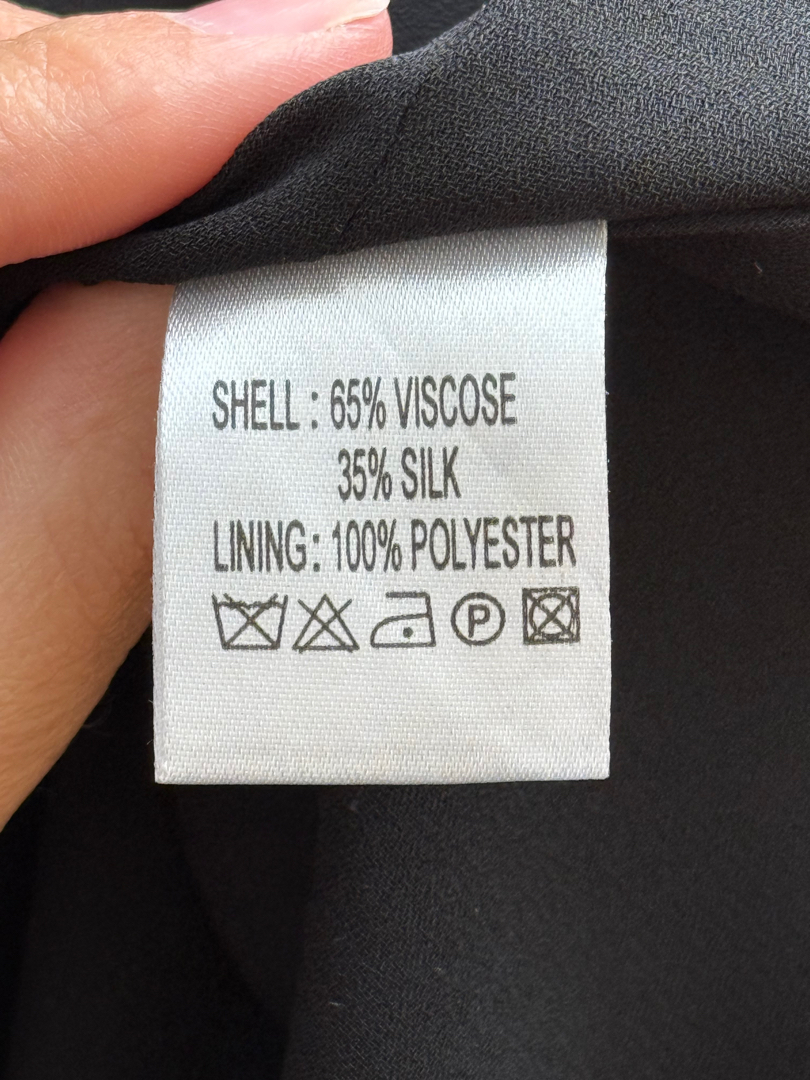 SHELL : 65% VISCOSE
35% SILK
LINING: 100% POLYESTER
P